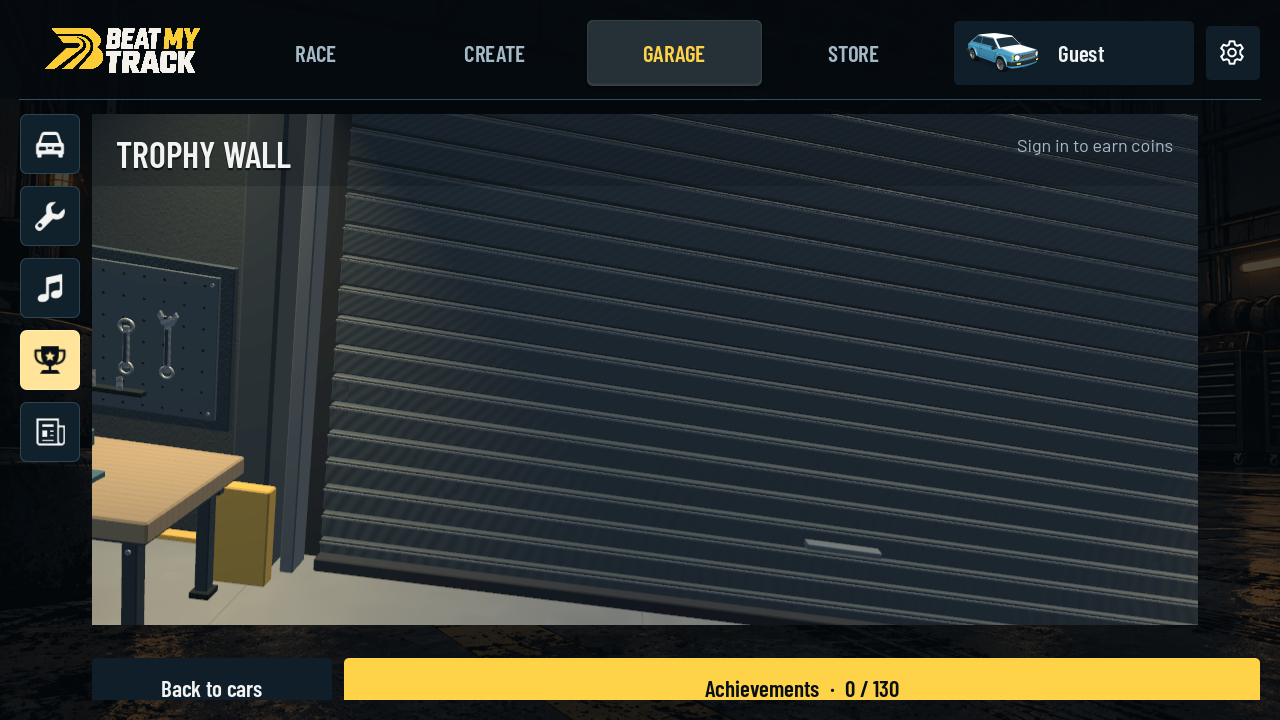 BEAT MY
TRACK
RACE
CREATE
GARAGE
STORE
Guest
TROPHY WALL
Sign in to earn coins
Back to cars
Achievements · 0 / 130